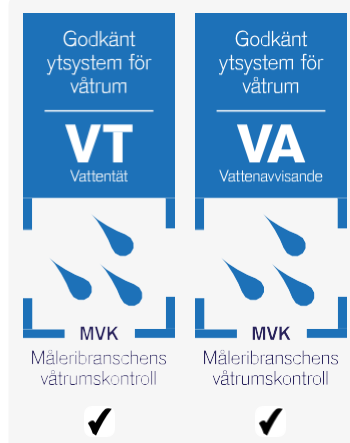 Godkänt
ytsystem för
våtrum
VT
Vattentät
MVK
Måleribranschens
våtrumskontroll
Godkänt
ytsystem för
våtrum
VA
Vattenavvisande
MVK
Måleribranschens
våtrumskontroll